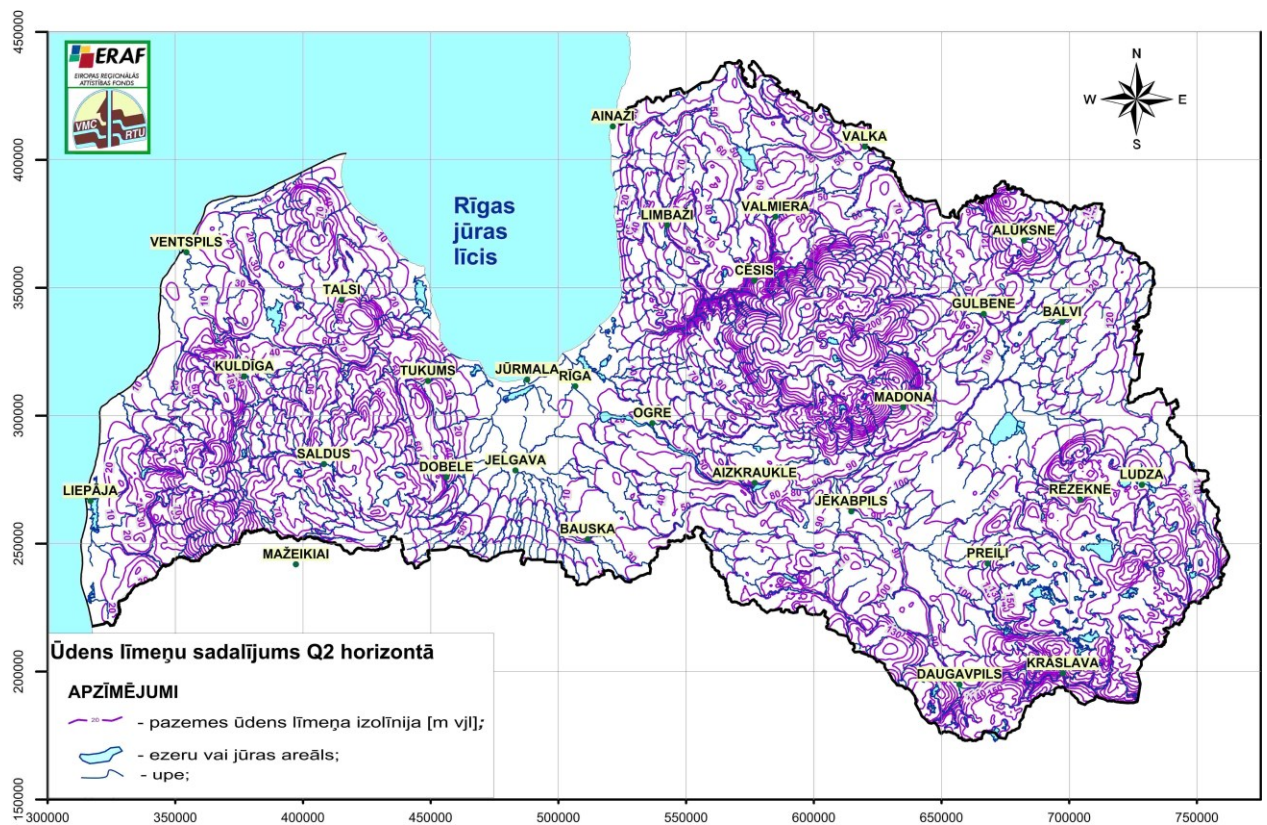 450000
400000
350000
300000
250000
200000
150000
ERAF
EIROPAS REĢIONĀLĀS
ATTĪSTĪBAS FONDS
VMC
RTU
N
W
E
S
AINAŽI
VALKA
Rīgas
jūras
līcis
LIMBAŽI
VALMIERA
ALŪKSNE
VENTSPILS
CĒSIS
TALSI
GULBENE
BALVI
KULDĪGA
TUKUMS
JŪRMALA
RĪGA
MADONA
OGRE
SALDUS
DOBELE
JELGAVA
AIZKRAUKLE
LUDZA
RĒZEKNE
LIEPĀJA
JĒKABPILS
BAUSKA
MAŽEIKIAI
PREIĻI
KRĀSLAVA
DAUGAVPILS
Ūdens līmeņu sadalījums Q2 horizontā
APZĪMĒJUMI
20 - pazemes ūdens līmeņa izolīnija [m vjl];
- ezeru vai jūras areāls;
- upe;
300000 350000 400000 450000 500000 550000 600000 650000 700000 750000